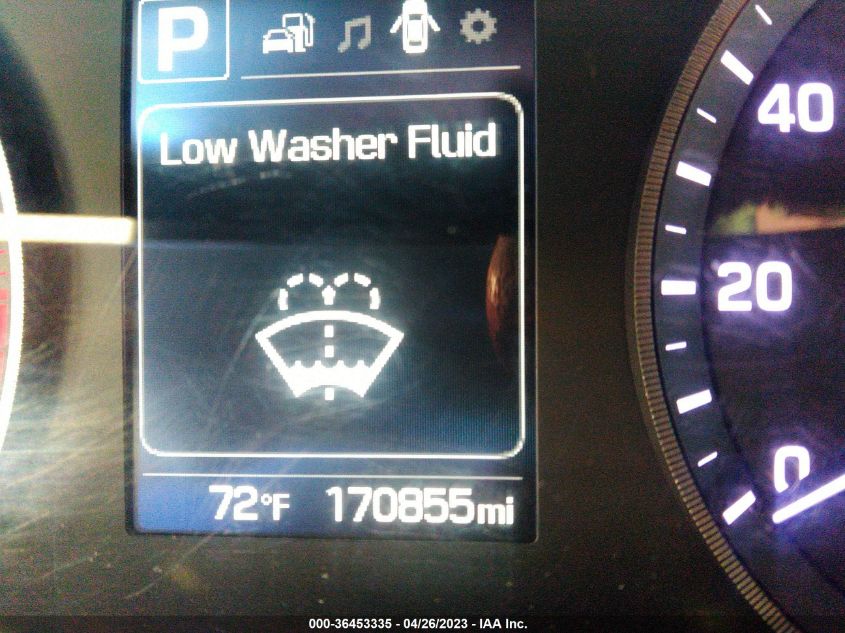 P
Low Washer Fluid
72°F 170855mi
40
20
0
000-36453335 - 04/26/2023 - IAA Inc.